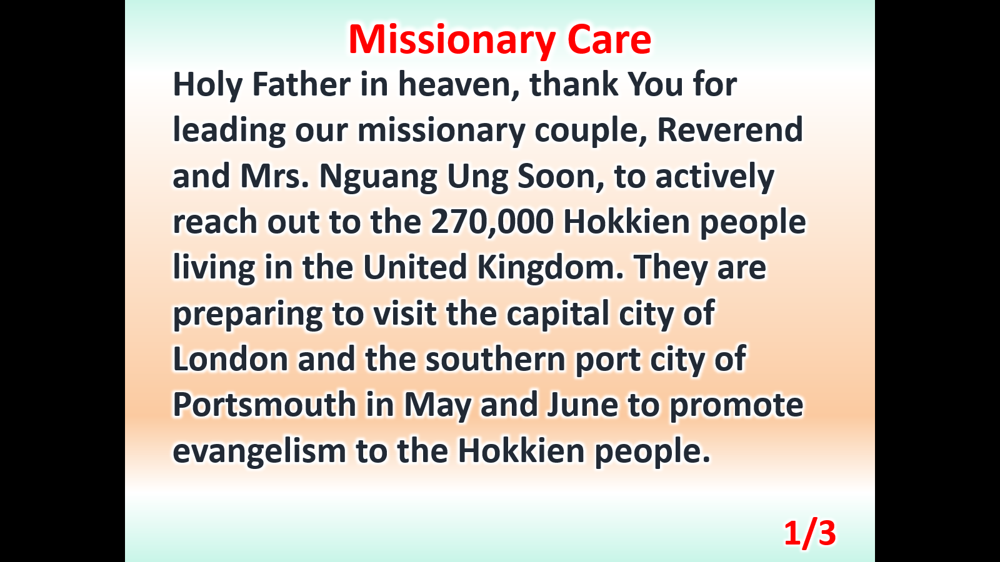 Missionary Care
Holy Father in heaven, thank You for
leading our missionary couple, Reverend
and Mrs. Nguang Ung Soon, to actively
reach out to the 270,000 Hokkien people
living in the United Kingdom. They are
preparing to visit the capital city of
London and the southern port city of
Portsmouth in May and June to promote
evangelism to the Hokkien people.
1/3